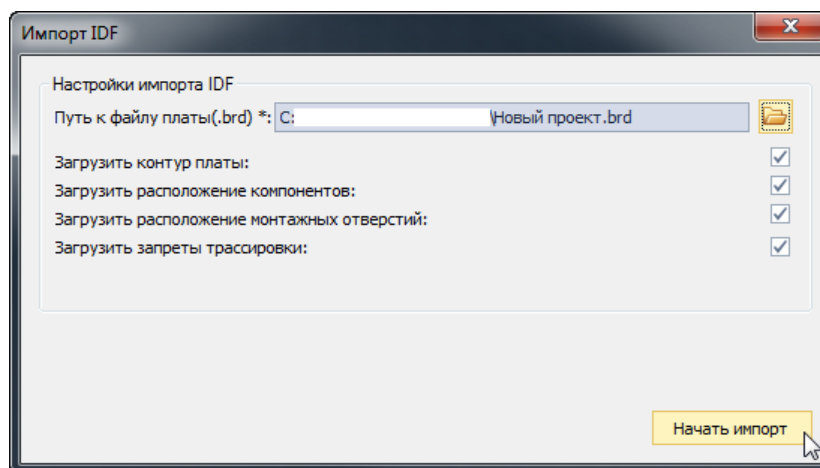 Импорт IDF
Настройки импорта IDF
Путь к файлу платы(.brd) *: C: \Новый проект.brd
Загрузить контур платы:
Загрузить расположение компонентов:
Загрузить расположение монтажных отверстий:
Загрузить запреты трассировки:
Начать импорт